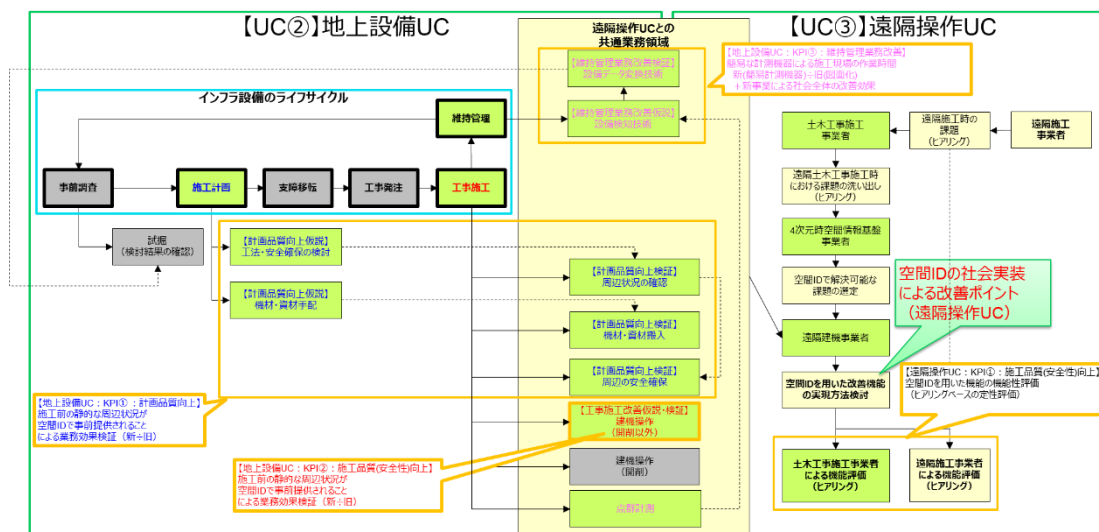 【UC②】地上設備UC
遠隔操作UCとの
共通業務領域
【UC③】遠隔操作UC
【維持管理業務改善検証】
設備データ変換技術
【地上設備UC：KPI③：維持管理業務改善】
簡易な計測機器による施工現場の作業時間
新(簡易計測機器)÷旧(図面化)
＋新事業による社会全体の改善効果
インフラ設備のライフサイクル
維持管理
【維持管理業務改善仮説】
設備検知技術
土木工事施工
事業者
遠隔施工時の
課題
（ヒアリング）
遠隔施工
事業者
事前調査
施工計画
支障移転
工事発注
工事施工
遠隔土木工事施工時
における課題の洗い出し
（ヒアリング）
試掘
（検討結果の確認）
【計画品質向上仮説】
工法・安全確保の検討
4次元時空間情報基盤
事業者
【計画品質向上検証】
周辺状況の確認
空間IDで解決可能な
課題の選定
空間IDの社会実装
による改善ポイント
（遠隔操作UC）
【計画品質向上仮説】
機材・資材手配
【計画品質向上検証】
機材・資材搬入
遠隔建機事業者
【計画品質向上検証】
周辺の安全確保
空間IDを用いた改善機能
の実現方法検討
【遠隔操作UC：KPI①：施工品質(安全性)向上】
空間IDを用いた機能の機能性評価
（ヒアリングベースの定性評価）
【地上設備UC：KPI①：計画品質向上】
施工前の静的な周辺状況が
空間IDで事前提供されること
による業務効果検証（新÷旧）
【工事施工改善仮説・検証】
建機操作
（開削以外）
【地上設備UC：KPI②：施工品質(安全性)向上】
施工前の静的な周辺状況が
空間IDで事前提供されること
による業務効果検証（新÷旧）
建機操作
（開削）
土木工事施工事業者
による機能評価
（ヒアリング）
遠隔施工事業者
による機能評価
（ヒアリング）
点群計測